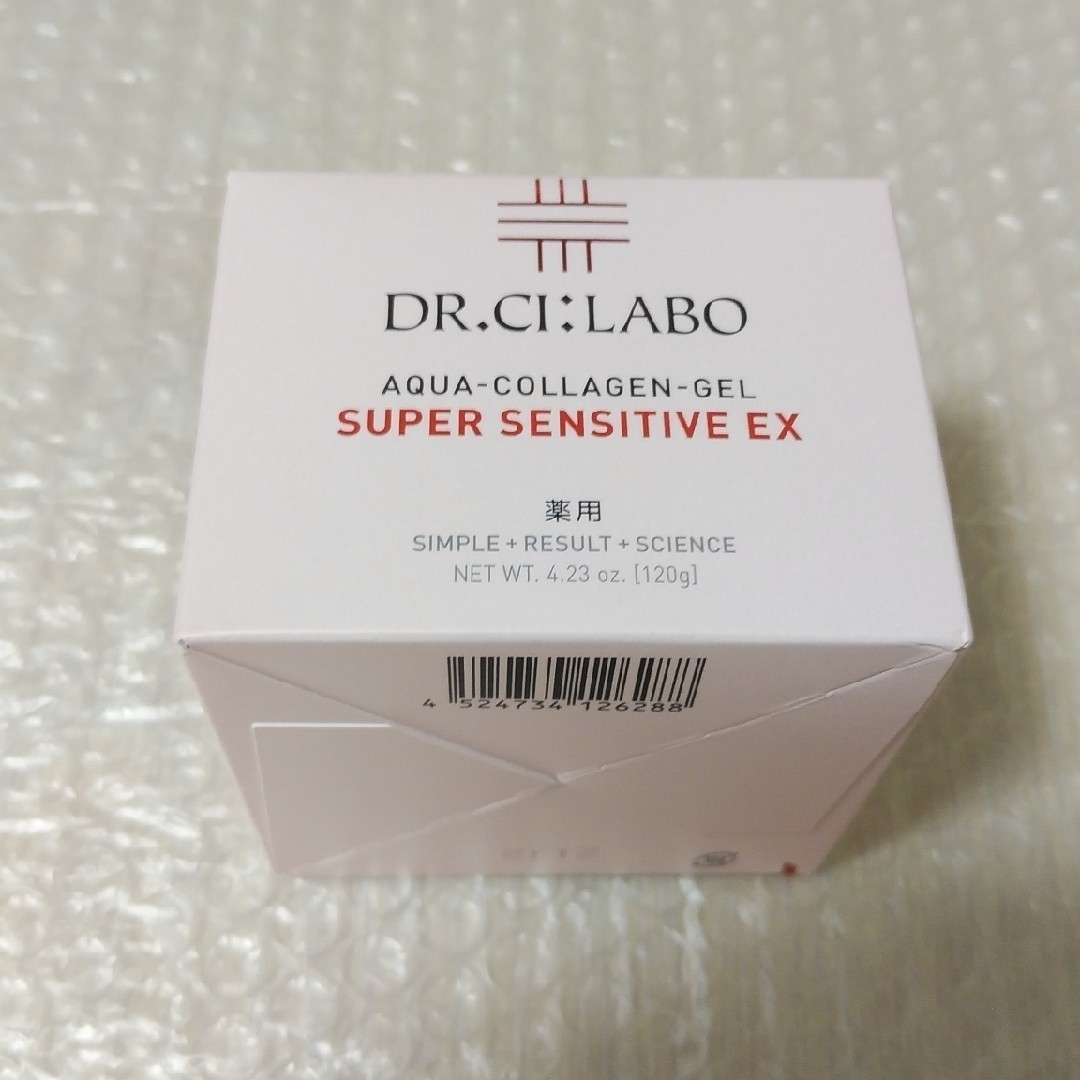 DR.CI:LABO
AQUA-COLLAGEN-GEL
SUPER SENSITIVE EX
薬用
SIMPLE+RESULT+SCIENCE
NET WT. 4.23 oz. [120g]
4 524734 126288